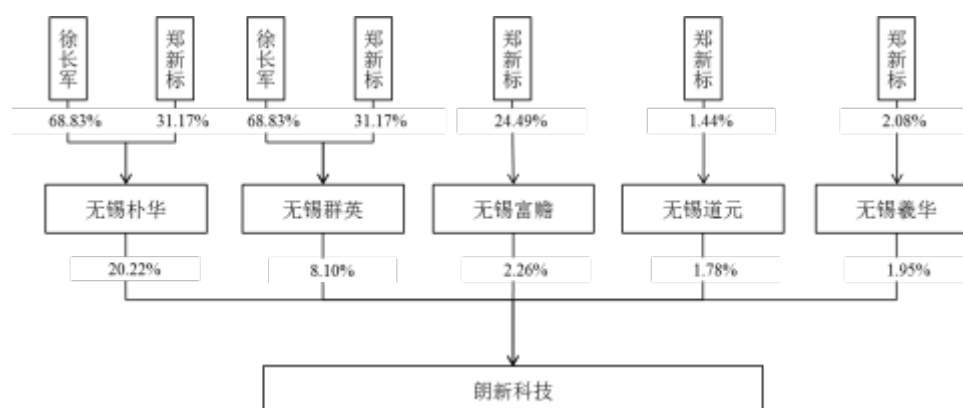 徐长军
郑新标
徐长军
郑新标
郑新标
郑新标
郑新标
68.83%
31.17%
68.83%
31.17%
24.49%
1.44%
2.08%
无锡朴华
无锡群英
无锡富赡
无锡道元
无锡羲华
20.22%
8.10%
2.26%
1.78%
1.95%
朗新科技